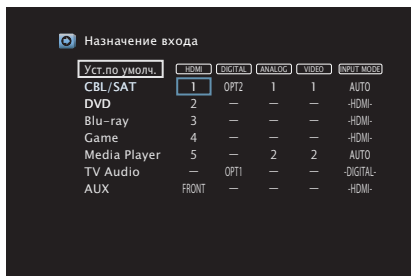 Назначение входа
Уст.по умолч. HDMI DIGITAL ANALOG VIDEO INPUT MODE
CBL/SAT 1 OPT2 1 1 AUTO
DVD 2 — — — -HDMI-
Blu-ray 3 — — — -HDMI-
Game 4 — — — -HDMI-
Media Player 5 — 2 2 AUTO
TV Audio — OPT1 — — -DIGITAL-
AUX FRONT — — — -HDMI-